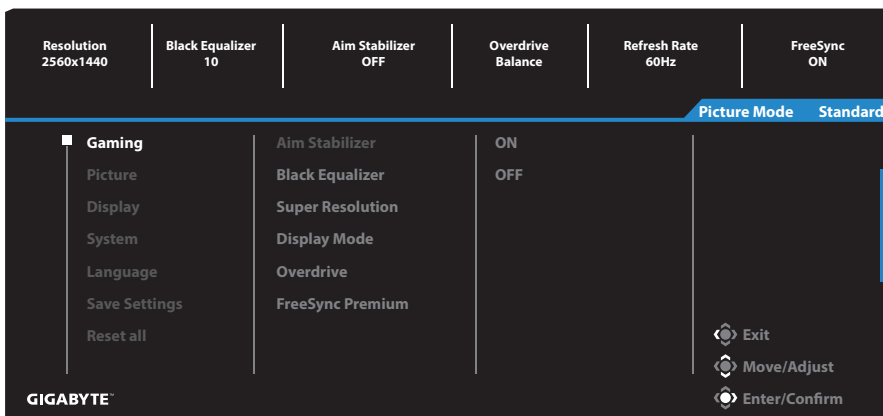 Resolution Black Equalizer Aim Stabilizer Overdrive Refresh Rate FreeSync
2560x1440 10 OFF Balance 60Hz ON
Picture Mode Standard
Gaming Aim Stabilizer ON
Picture Black Equalizer OFF
Display Super Resolution
System Display Mode
Language Overdrive
Save Settings FreeSync Premium
Reset all Exit
Move/Adjust
GIGABYTE™ Enter/Confirm